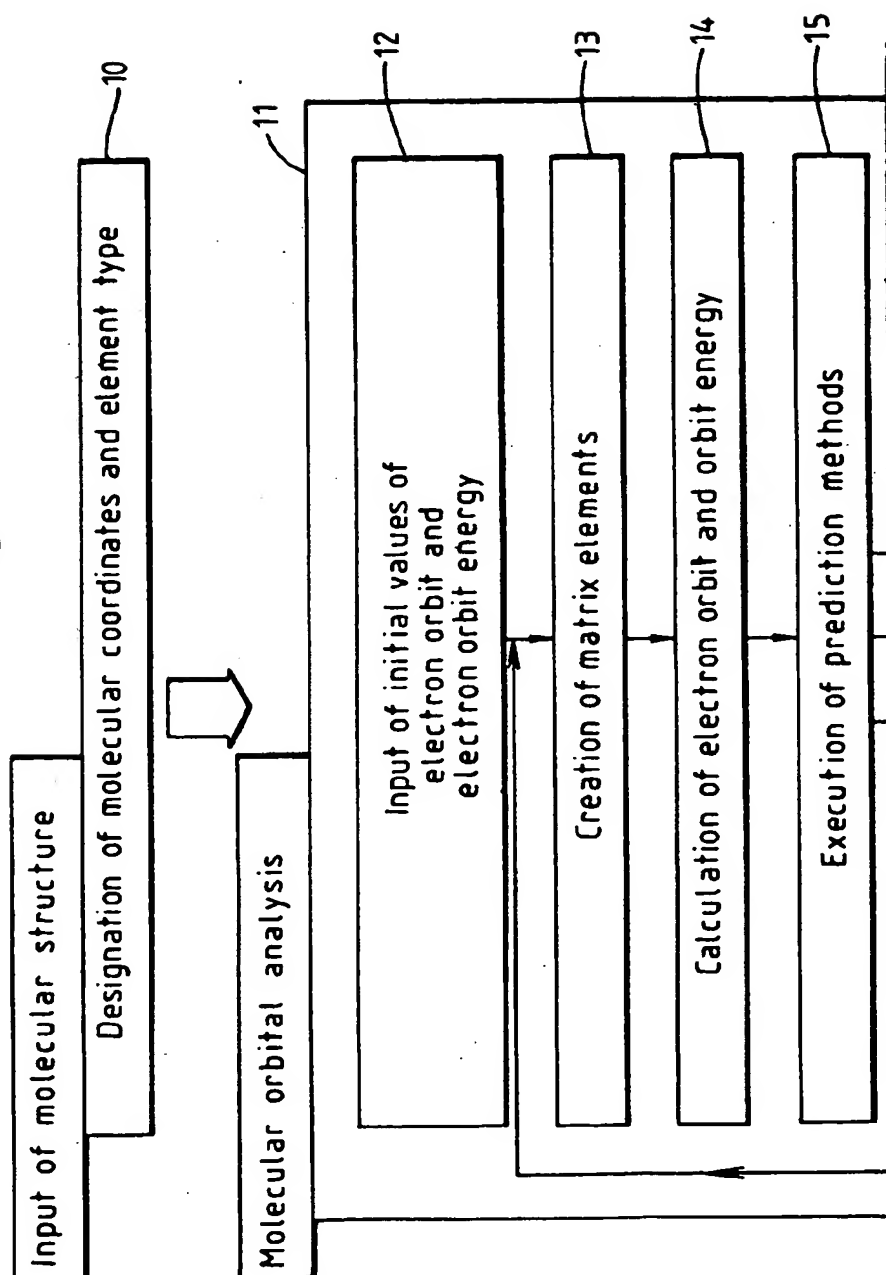 Input of molecular structure
Designation of molecular coordinates and element type
10
Molecular orbital analysis
11
Input of initial values of
electron orbit and
electron orbit energy
12
Creation of matrix elements
13
Calculation of electron orbit and orbit energy
14
Execution of prediction methods
15